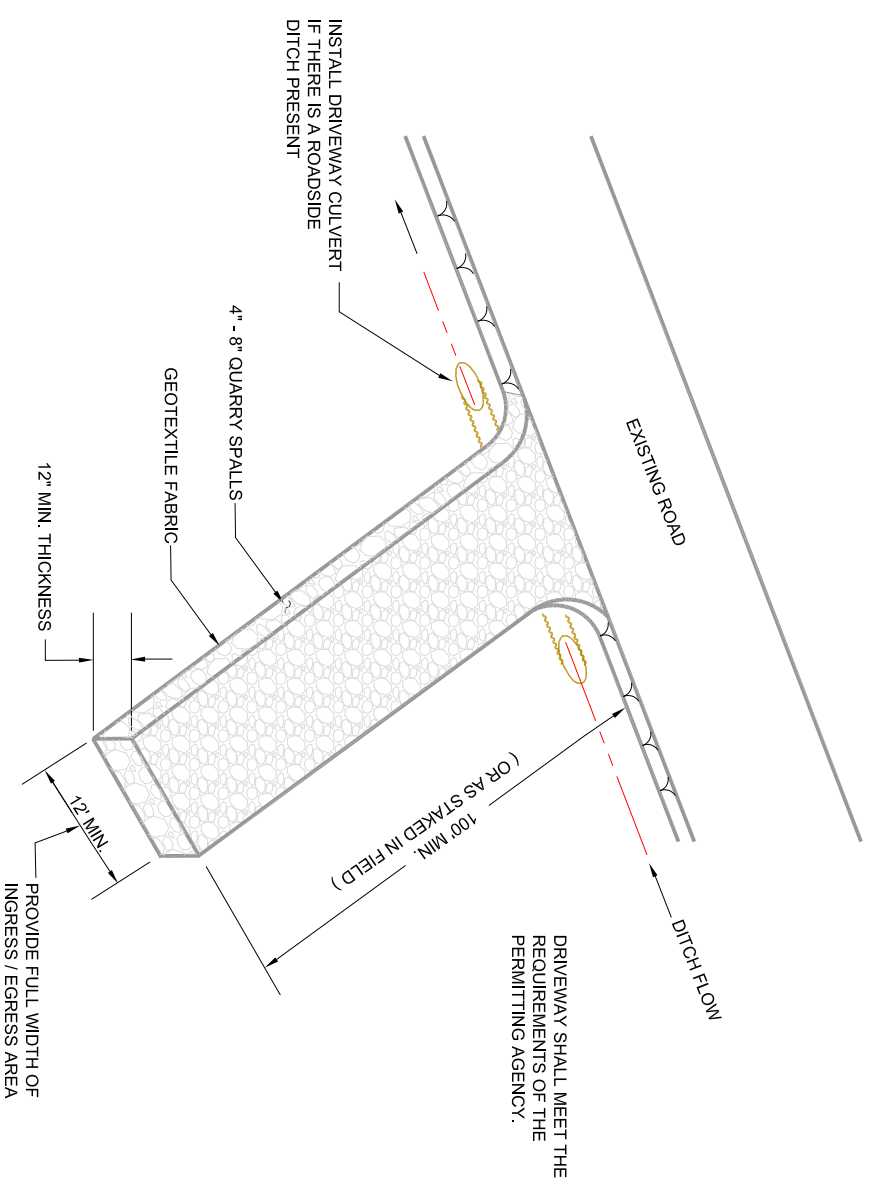 EXISTING ROAD
DITCH FLOW
DRIVEWAY SHALL MEET THE
REQUIREMENTS OF THE
PERMITTING AGENCY.
INSTALL DRIVEWAY CULVERT
IF THERE IS A ROADSIDE
DITCH PRESENT
4" - 8" QUARRY SPALLS
GEOTEXTILE FABRIC
12" MIN. THICKNESS
100' MIN.
( OR AS STAKED IN FIELD )
12' MIN.
PROVIDE FULL WIDTH OF
INGRESS / EGRESS AREA